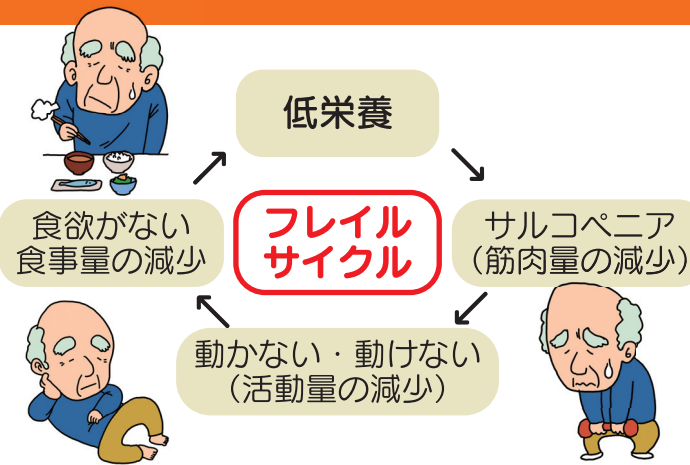 低栄養
食欲がない
食事量の減少
フレイル
サイクル
サルコペニア
（筋肉量の減少）
動かない・動けない
（活動量の減少）